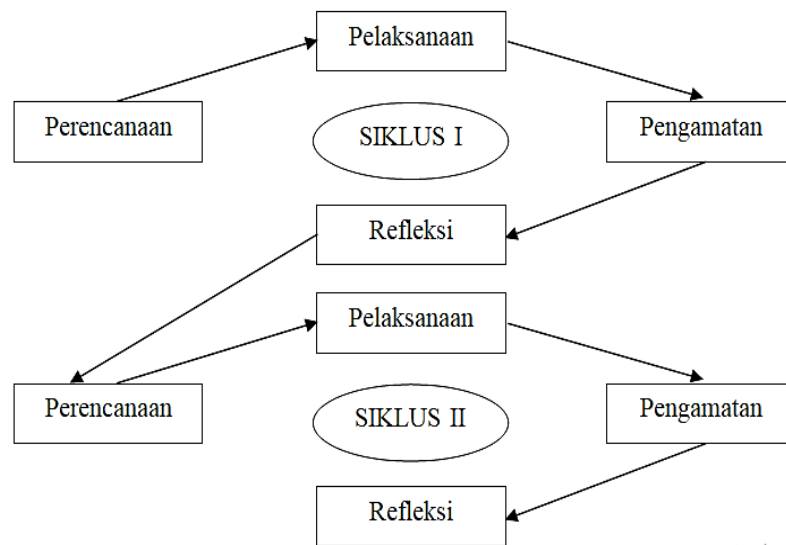 Pelaksanaan
Perencanaan
SIKLUS I
Pengamatan
Refleksi
Pelaksanaan
Perencanaan
SIKLUS II
Pengamatan
Refleksi